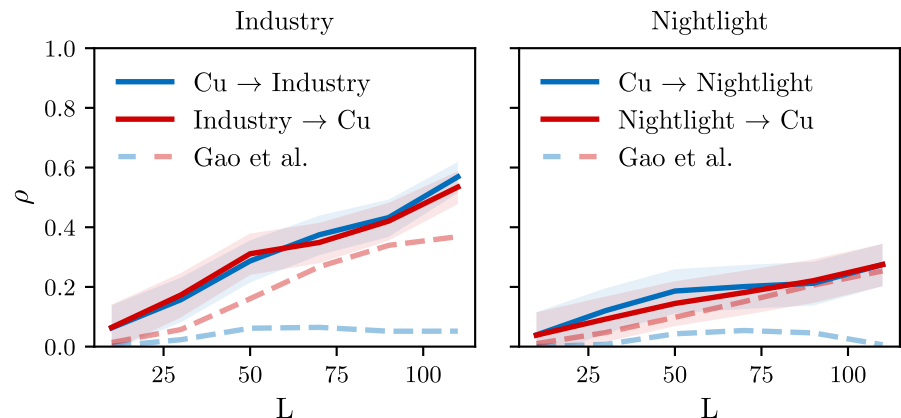 Industry
Nightlight
1.0
0.8
0.6
0.4
0.2
0.0
ρ
Cu → Industry
Industry → Cu
Gao et al.
Cu → Nightlight
Nightlight → Cu
Gao et al.
25 50 75 100
25 50 75 100
L
L